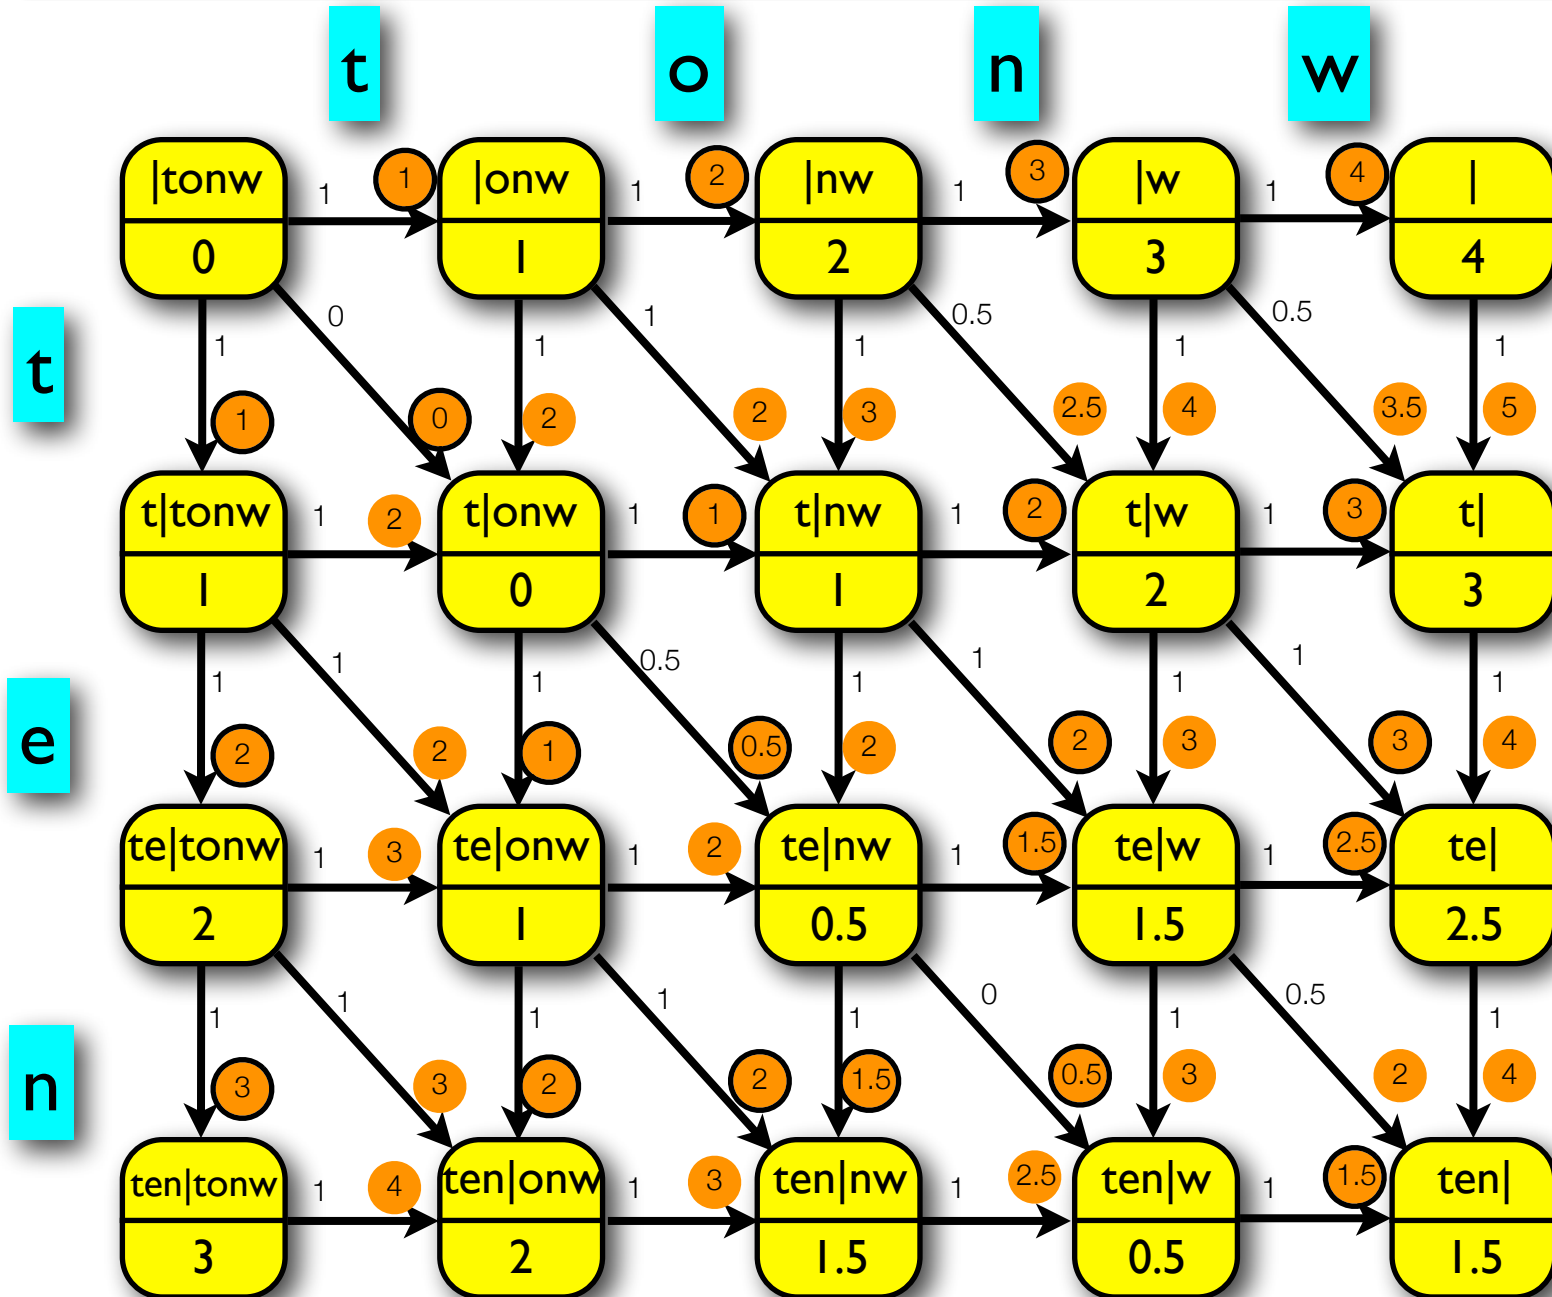 t o n w
1 1 1 2 1 3 1 4
|tonw |onw |nw |w |
0 1 2 3 4
0 1 0.5 0.5
t 1 1 1 1 1
1 0 2 2 3 2.5 4 3.5 5
1 2 1 1 1 2 1 3
t|tonw t|onw t|nw t|w t|
1 0 1 2 3
1 0.5 1 1
1 1 1 1 1
e 2 2 1 0.5 2 2 3 3 4
1 3 1 2 1 1.5 1 2.5
te|tonw te|onw te|nw te|w te|
2 1 0.5 1.5 2.5
1 1 0 0.5
1 1 1 1 1
n 3 3 2 2 1.5 0.5 3 2 4
1 4 1 3 1 2.5 1 1.5
ten|tonw ten|onw ten|nw ten|w ten|
3 2 1.5 0.5 1.5